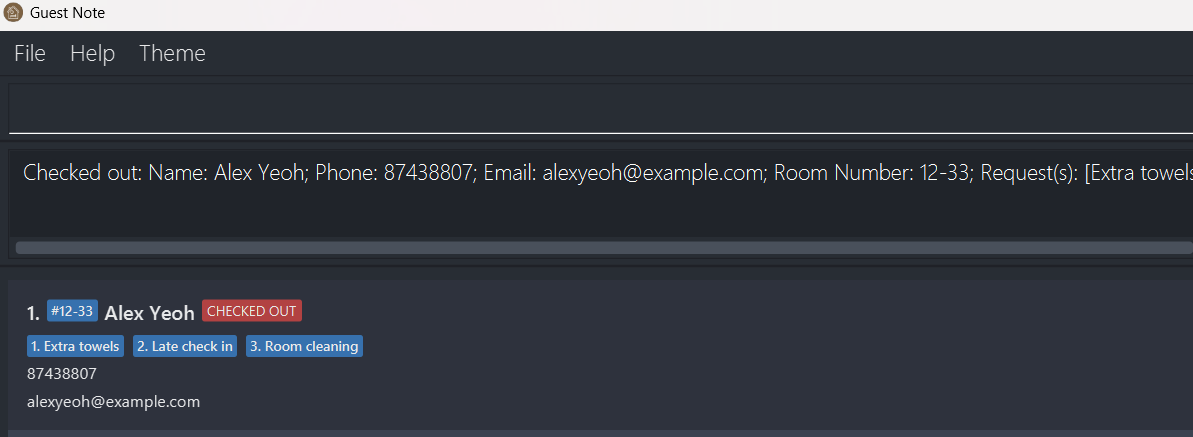 Guest Note
File Help Theme
Checked out: Name: Alex Yeoh; Phone: 87438807; Email: alexyeoh@example.com; Room Number: 12-33; Request(s): [Extra towels
1. #12-33 Alex Yeoh CHECKED OUT
1. Extra towels 2. Late check in 3. Room cleaning
87438807
alexyeoh@example.com